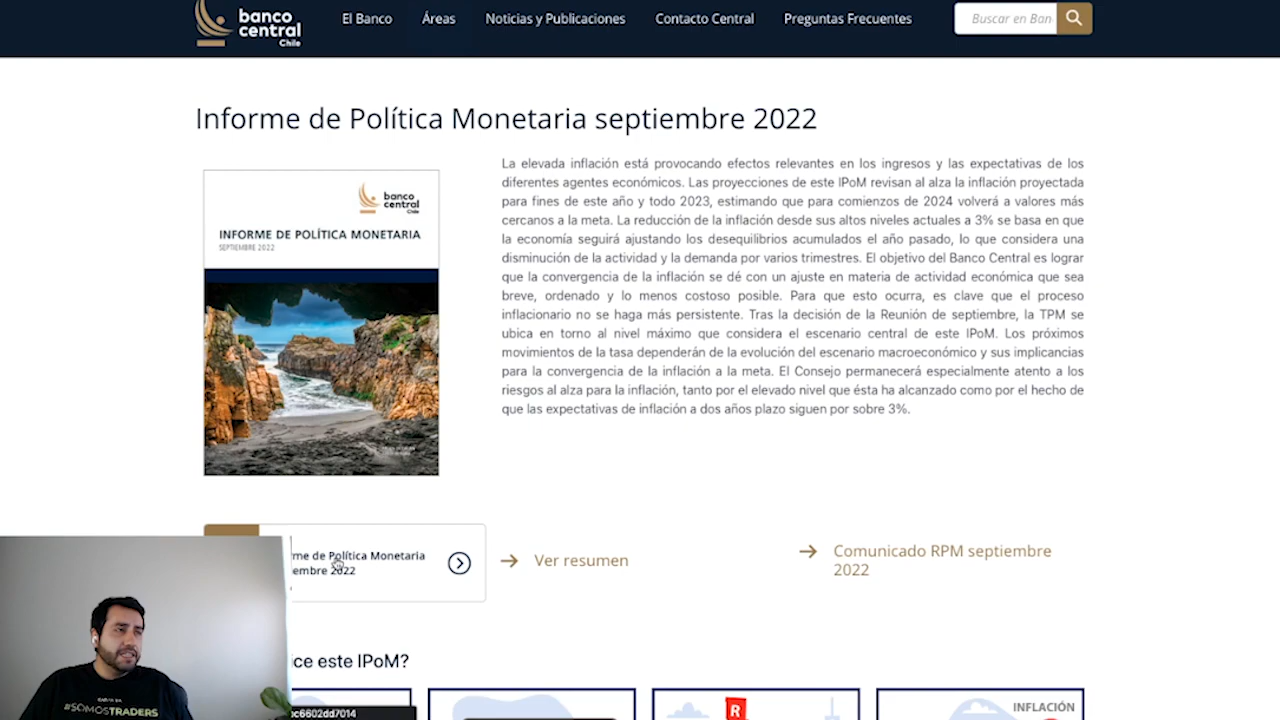 banco
central
Chile
El Banco
Áreas
Noticias y Publicaciones
Contacto Central
Preguntas Frecuentes
Buscar en Ban
Informe de Política Monetaria septiembre 2022
banco
central
Chile
INFORME DE POLÍTICA MONETARIA
SEPTIEMBRE 2022
La elevada inflación está provocando efectos relevantes en los ingresos y las expectativas de los
diferentes agentes económicos. Las proyecciones de este IPoM revisan al alza la inflación proyectada
para fines de este año y todo 2023, estimando que para comienzos de 2024 volverá a valores más
cercanos a la meta. La reducción de la inflación desde sus altos niveles actuales a 3% se basa en que
la economía seguirá ajustando los desequilibrios acumulados el año pasado, lo que considera una
disminución de la actividad y la demanda por varios trimestres. El objetivo del Banco Central es lograr
que la convergencia de la inflación se dé con un ajuste en materia de actividad económica que sea
breve, ordenado y lo menos costoso posible. Para que esto ocurra, es clave que el proceso
inflacionario no se haga más persistente. Tras la decisión de la Reunión de septiembre, la TPM se
ubica en torno al nivel máximo que considera el escenario central de este IPoM. Los próximos
movimientos de la tasa dependerán de la evolución del escenario macroeconómico y sus implicancias
para la convergencia de la inflación a la meta. El Consejo permanecerá especialmente atento a los
riesgos al alza para la inflación, tanto por el elevado nivel que ésta ha alcanzado como por el hecho de
que las expectativas de inflación a dos años plazo siguen por sobre 3%.
me de Política Monetaria
embre 2022
Ver resumen
Comunicado RPM septiembre
2022
ice este IPoM?
bc6602dd7014
R
INFLACIÓN
#SOMOSTRADERS